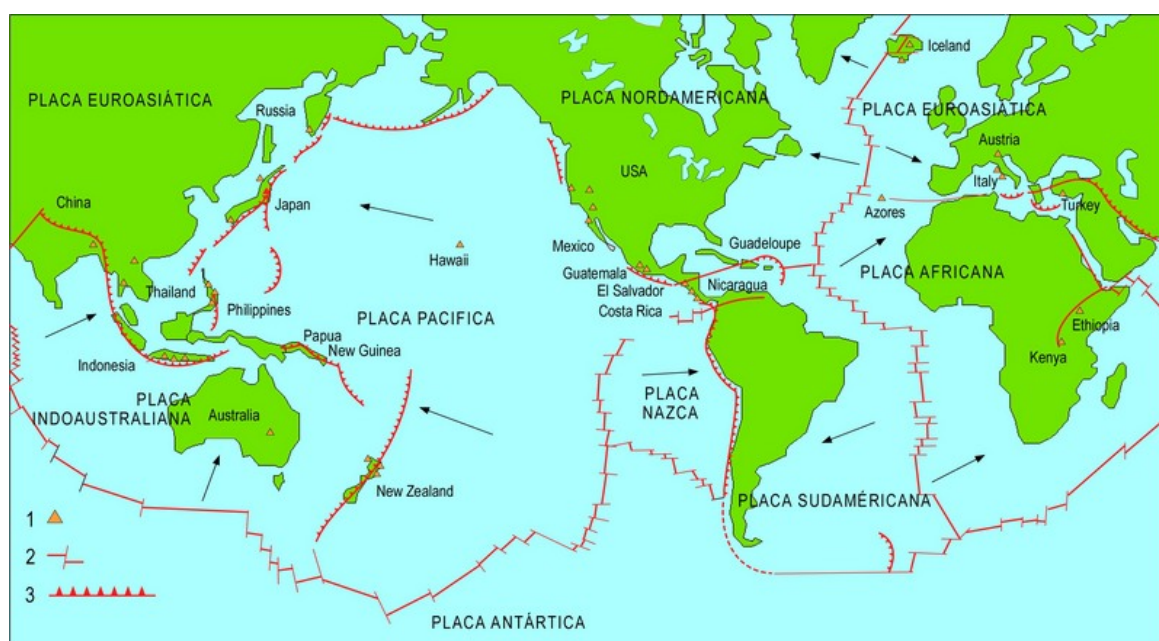 Iceland
PLACA EUROASIÁTICA
PLACA NORDAMERICANA
PLACA EUROASIÁTICA
Russia
Austria
USA
Italy
China
Japan
Azores
Turkey
Mexico
Guadeloupe
Hawaii
PLACA AFRICANA
Guatemala
Thailand
El Salvador
Nicaragua
Philippines
Costa Rica
PLACA PACIFICA
Ethiopia
Papua
New Guinea
Kenya
Indonesia
PLACA
NAZCA
PLACA
INDOAUSTRALIANA
Australia
New Zealand
PLACA SUDAMÉRICANA
1
2
3
PLACA ANTÁRTICA